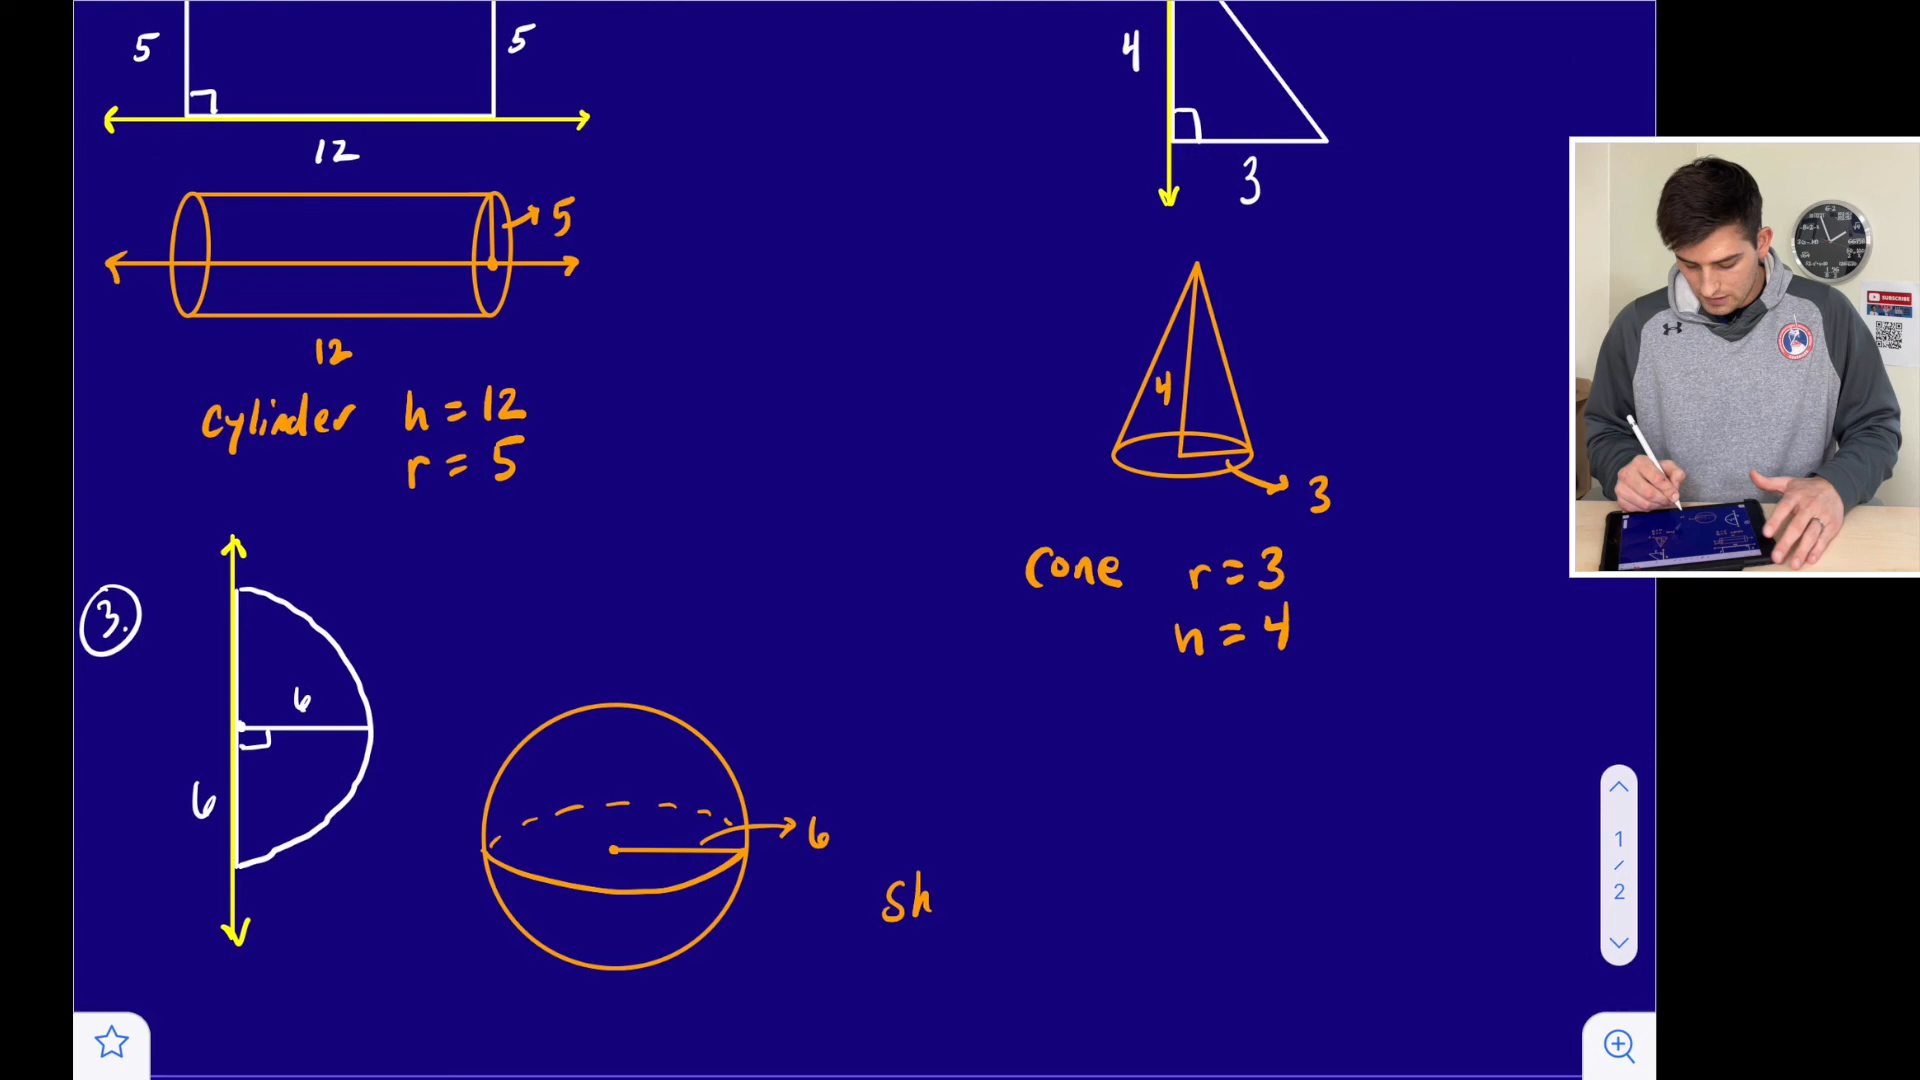 5
5
12
5
12
cylinder h = 12
r = 5
4
3
4
3
Cone r = 3
h = 4
3.
6
6
6
Sh
1
/
2
SUBSCRIBE